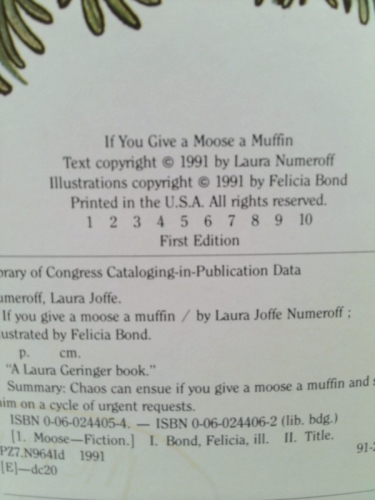 If You Give a Moose a Muffin
Text copyright © 1991 by Laura Numeroff
Illustrations copyright © 1991 by Felicia Bond
Printed in the U.S.A. All rights reserved.
1 2 3 4 5 6 7 8 9 10
First Edition
brary of Congress Cataloging-in-Publication Data
umeroff, Laura Joffe.
If you give a moose a muffin / by Laura Joffe Numeroff ;
ustrated by Felicia Bond.
p. cm.
"A Laura Geringer book."
Summary: Chaos can ensue if you give a moose a muffin and s
him on a cycle of urgent requests.
ISBN 0-06-024405-4. — ISBN 0-06-024406-2 (lib. bdg.)
[1. Moose—Fiction.] I. Bond, Felicia, ill. II. Title.
PZ7.N9641d 1991 91-2
[E]—dc20